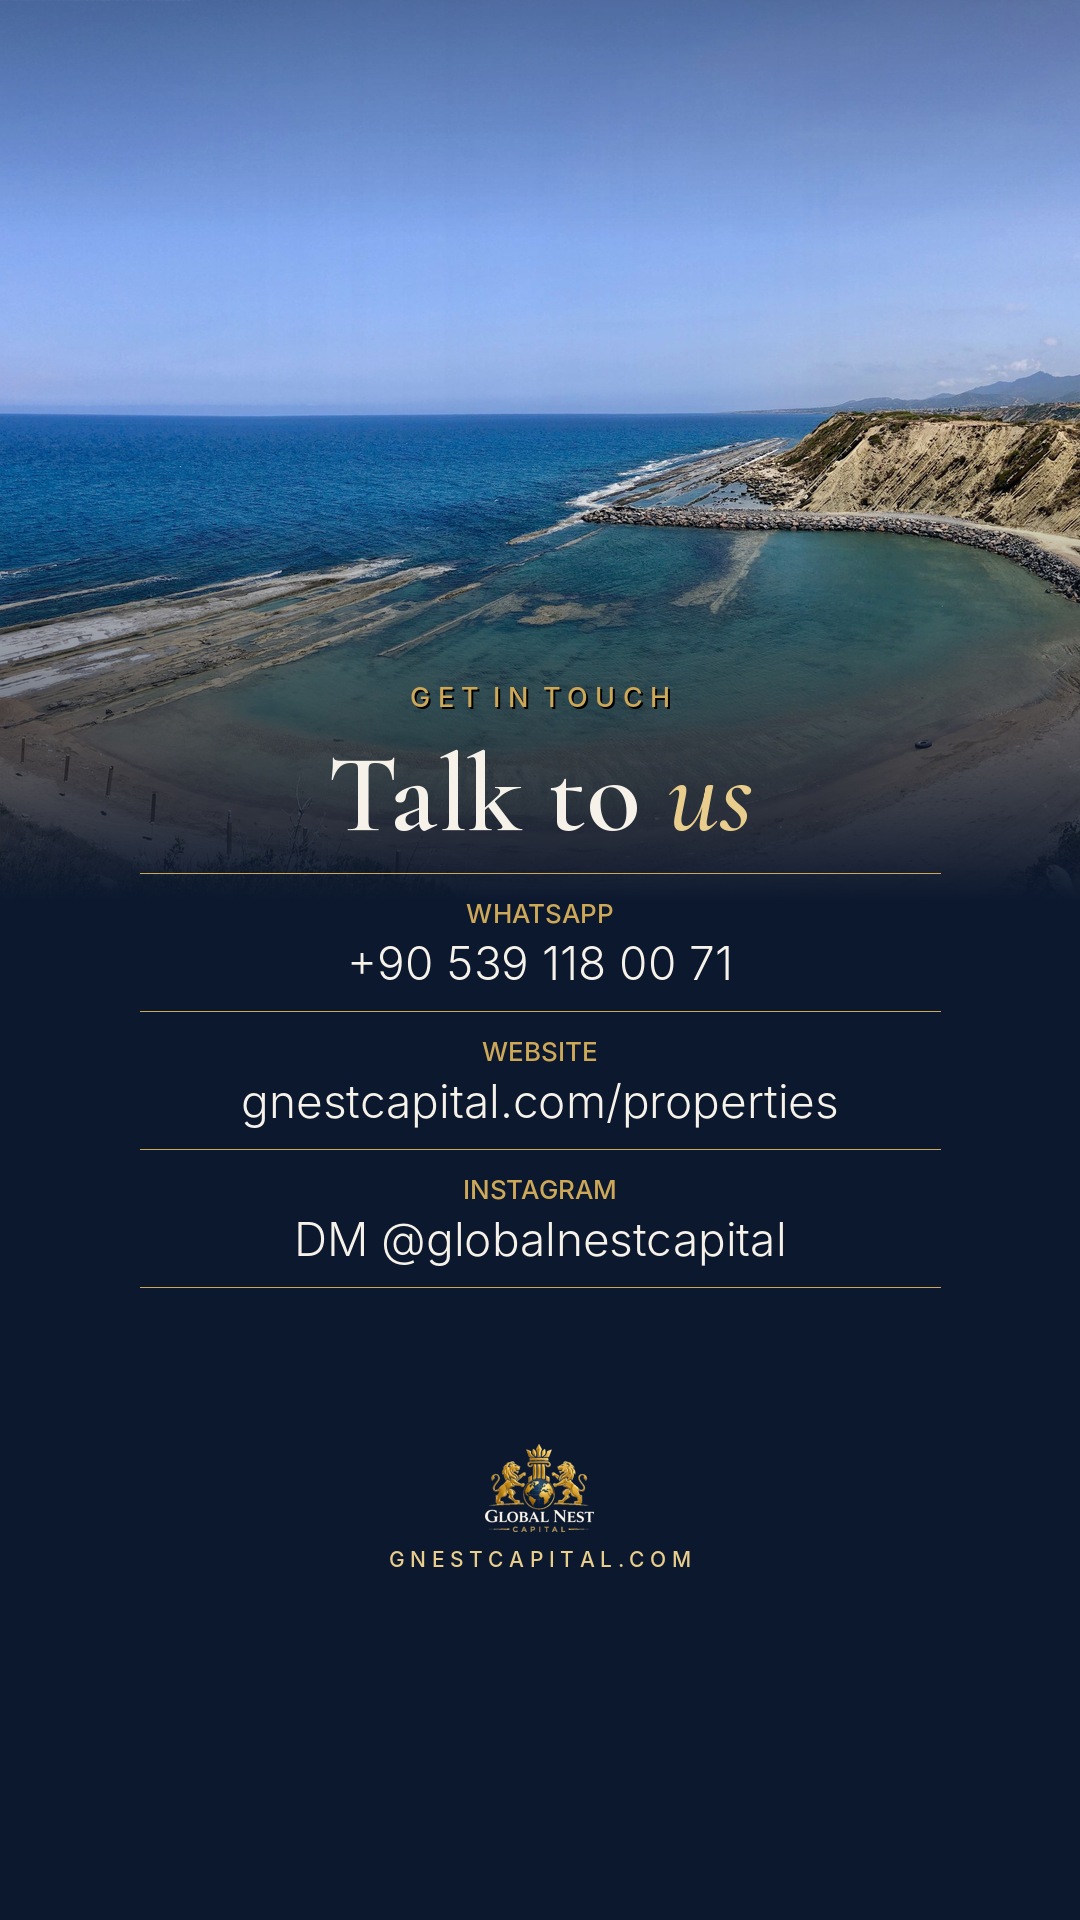 GET IN TOUCH
Talk to us
WHATSAPP
+90 539 118 00 71
WEBSITE
gnestcapital.com/properties
INSTAGRAM
DM @globalnestcapital
GLOBAL NEST
CAPITAL
GNESTCAPITAL.COM